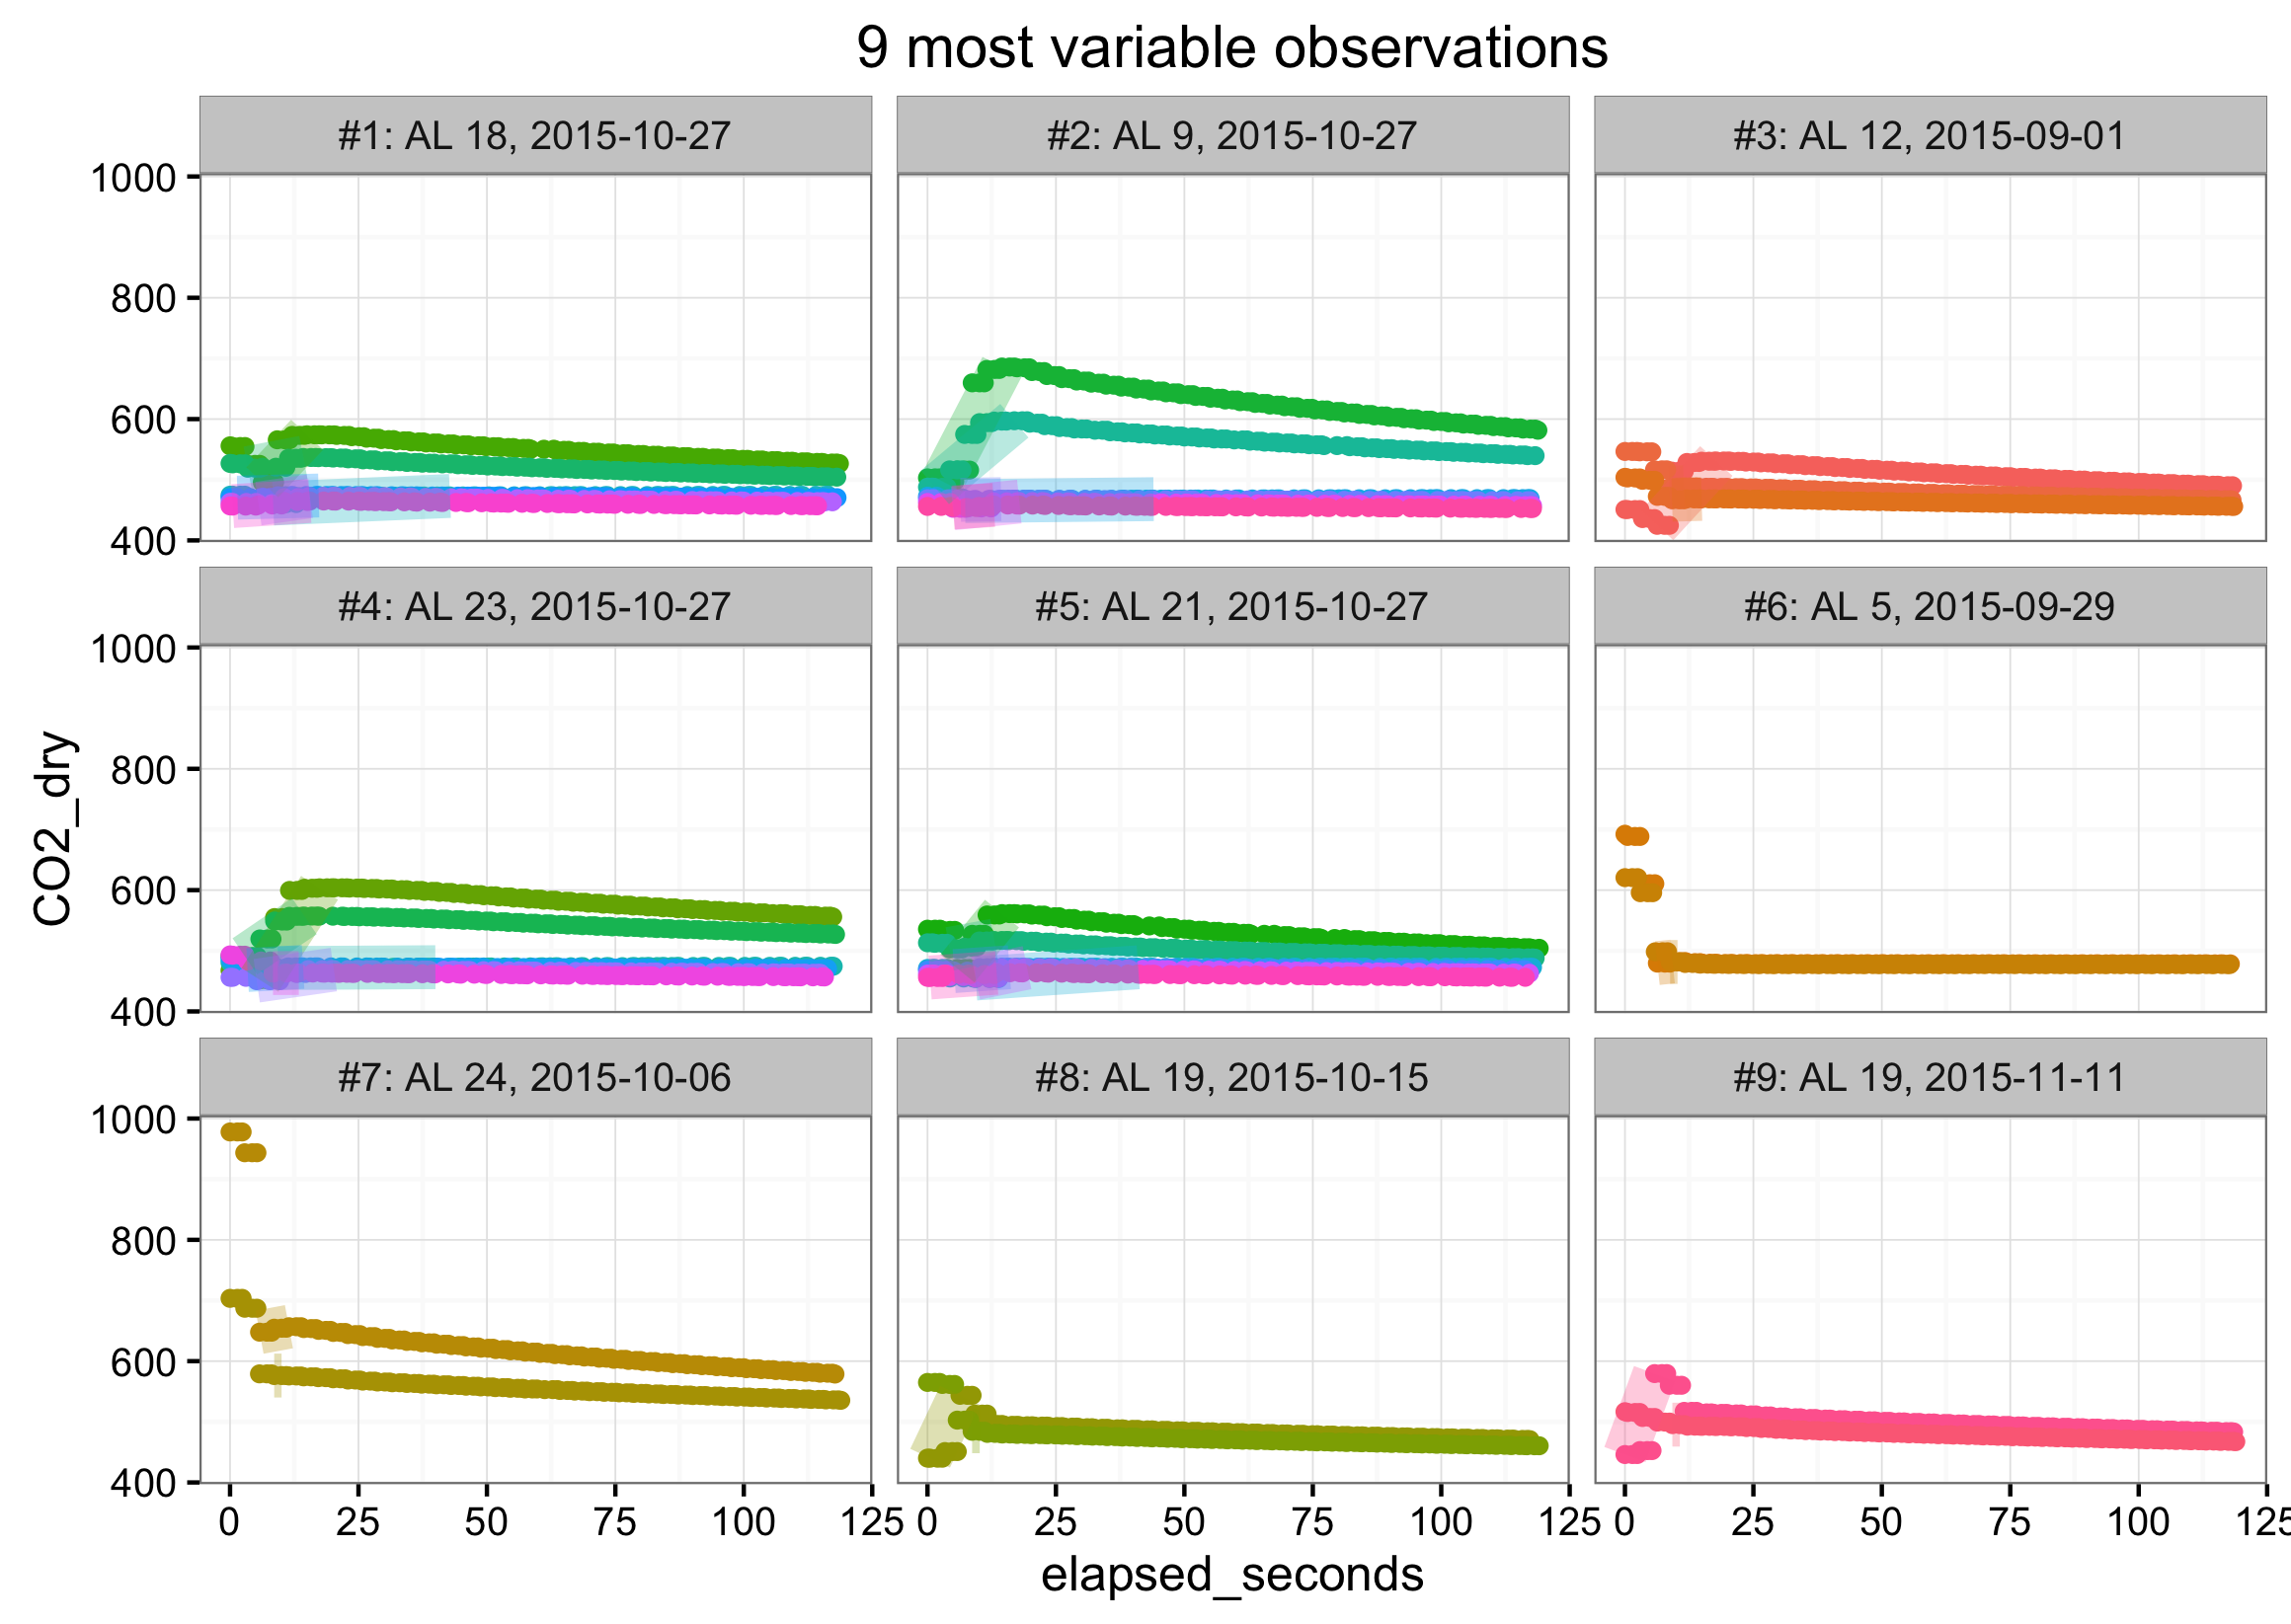 9 most variable observations
#1: AL 18, 2015-10-27
#2: AL 9, 2015-10-27
#3: AL 12, 2015-09-01
1000
800
600
400
#4: AL 23, 2015-10-27
#5: AL 21, 2015-10-27
#6: AL 5, 2015-09-29
1000
800
600
400
CO2_dry
#7: AL 24, 2015-10-06
#8: AL 19, 2015-10-15
#9: AL 19, 2015-11-11
1000
800
600
400
0 25 50 75 100 125 0 25 50 75 100 125 0 25 50 75 100 125
elapsed_seconds